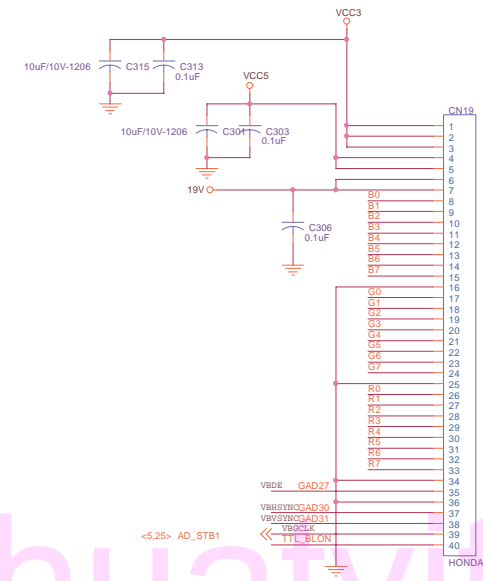 VCC3
10uF/10V-1206 C315 C313
0.1uF
VCC5
CN19
10uF/10V-1206 C301 C303
0.1uF
1
2
3
4
5
6
19V 7
B0 8
B1 9
B2 10
B3 11
B4 12
B5 13
B6 14
B7 15
C306
0.1uF
16
G0 17
G1 18
G2 19
G3 20
G4 21
G5 22
G6 23
G7 24
25
R0 26
R1 27
R2 28
R3 29
R4 30
R5 31
R6 32
R7 33
34
VBDE GAD27 35
36
VBHSYNC GAD30 37
VBVSYNC GAD31 38
<5,25> AD_STB1 VBGCLK 39
TTL_BLON 40
HONDA